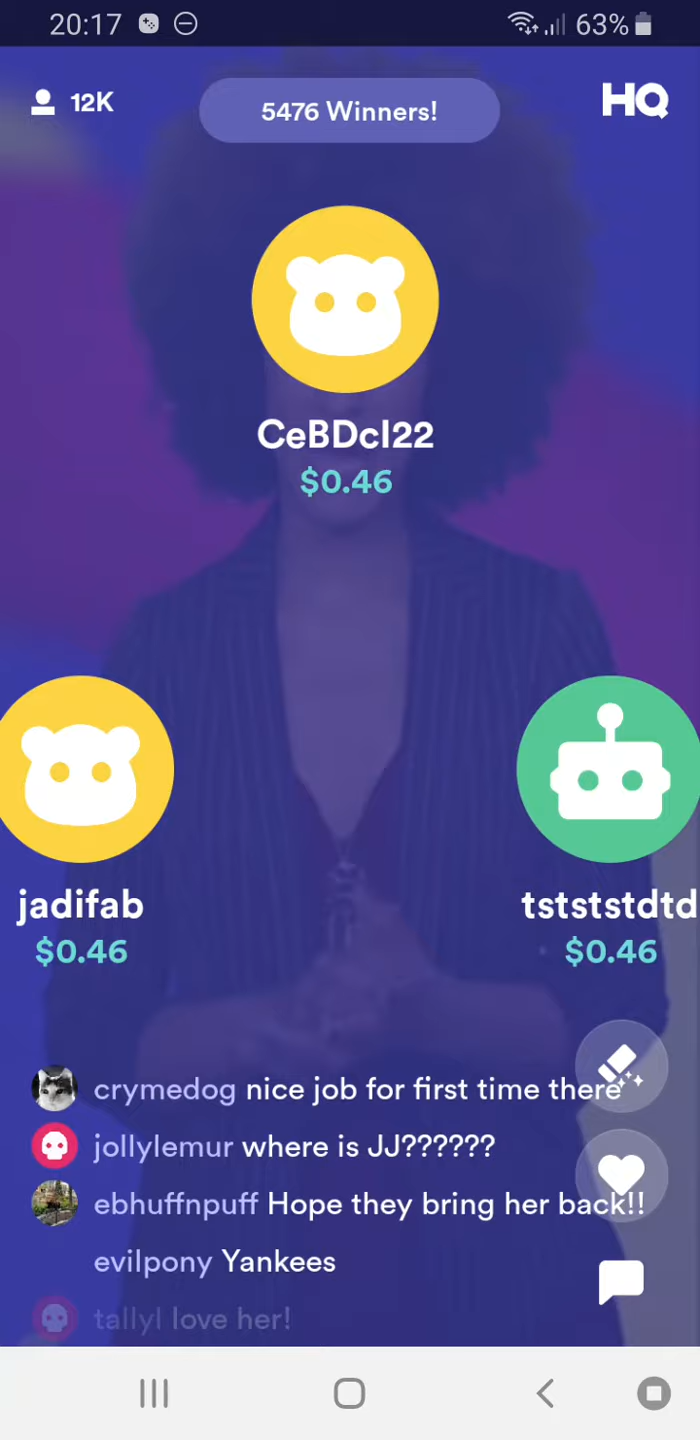 20:17
63%
12K
5476 Winners!
HQ
CeBDcl22
$0.46
jadifab
$0.46
tstststdtd
$0.46
crymedog nice job for first time there
jollylemur where is JJ??????
ebhuffnpuff Hope they bring her back!!
evilpony Yankees
tallyl love her!